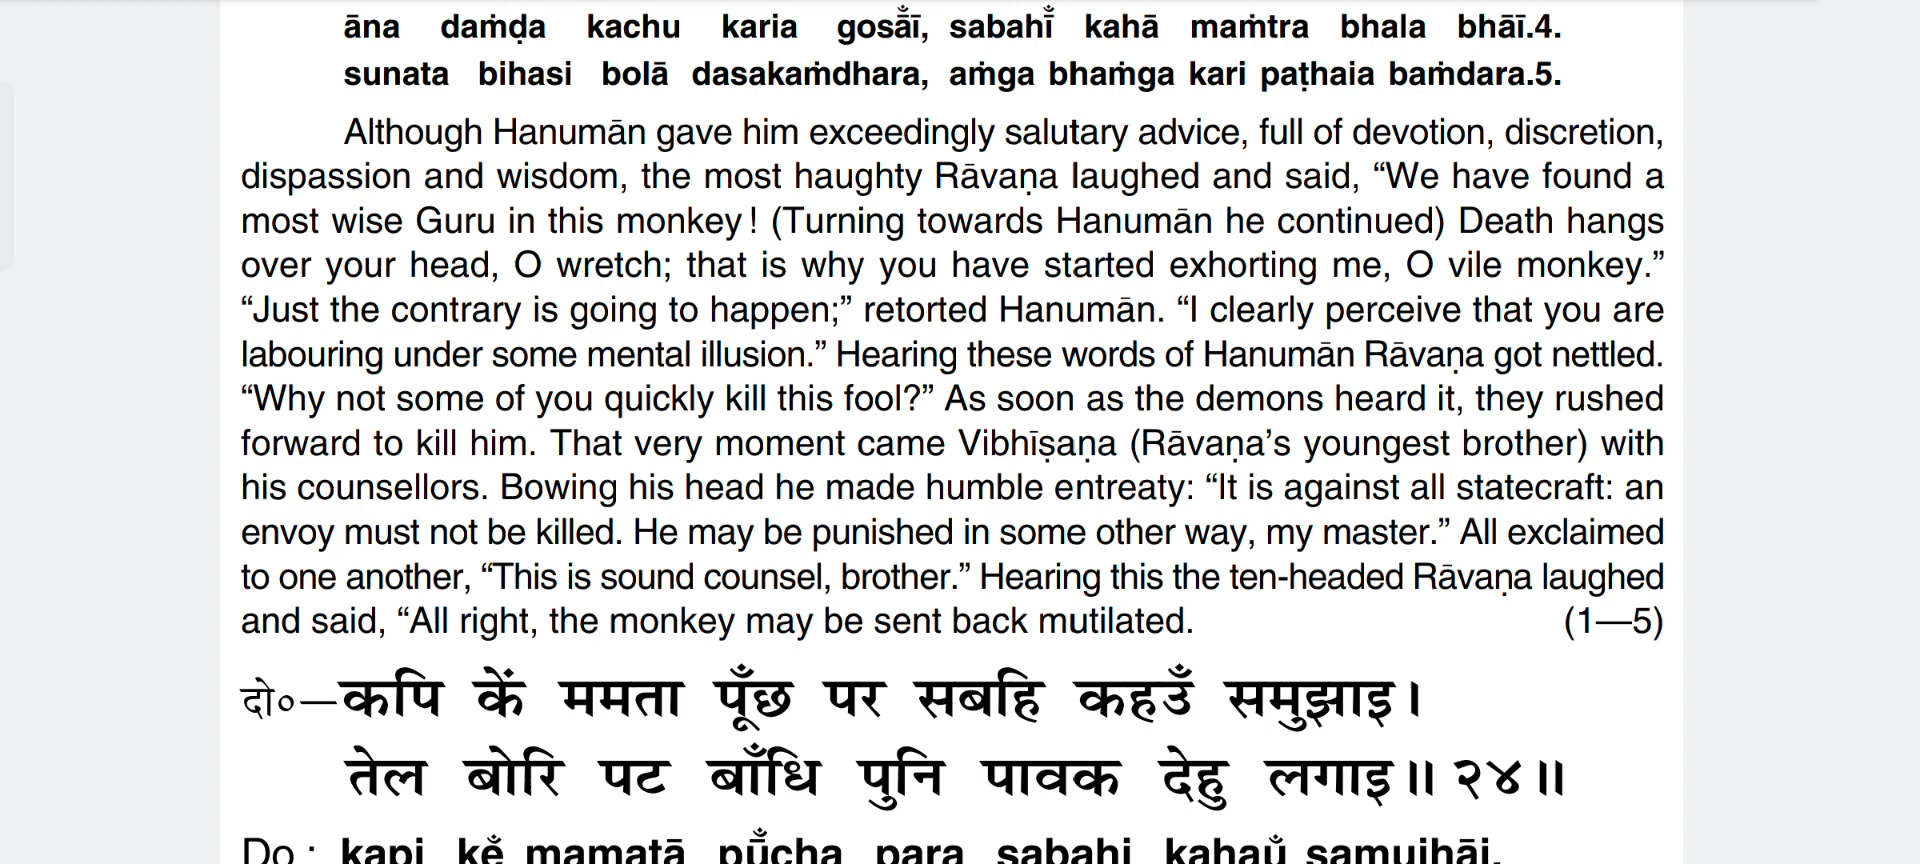 āna daṁḍa kachu karia gosā̐ī, sabahī̐ kahā maṁtra bhala bhāī.4.
sunata bihasi bolā dasakaṁdhara, aṁga bhaṁga kari paṭhaia baṁdara.5.
Although Hanumān gave him exceedingly salutary advice, full of devotion, discretion,
dispassion and wisdom, the most haughty Rāvaṇa laughed and said, “We have found a
most wise Guru in this monkey! (Turning towards Hanumān he continued) Death hangs
over your head, O wretch; that is why you have started exhorting me, O vile monkey.”
“Just the contrary is going to happen;” retorted Hanumān. “I clearly perceive that you are
labouring under some mental illusion.” Hearing these words of Hanumān Rāvaṇa got nettled.
“Why not some of you quickly kill this fool?” As soon as the demons heard it, they rushed
forward to kill him. That very moment came Vibhīṣaṇa (Rāvaṇa’s youngest brother) with
his counsellors. Bowing his head he made humble entreaty: “It is against all statecraft: an
envoy must not be killed. He may be punished in some other way, my master.” All exclaimed
to one another, “This is sound counsel, brother.” Hearing this the ten-headed Rāvaṇa laughed
and said, “All right, the monkey may be sent back mutilated. (1—5)
दो०—कपि कें ममता पूँछ पर सबहि कहउँ समुझाइ।
तेल बोरि पट बाँधि पुनि पावक देहु लगाइ॥ २४॥
Do : kapi ke̐ mamatā pū̐cha para sabahi kahau̐ samujhāi,